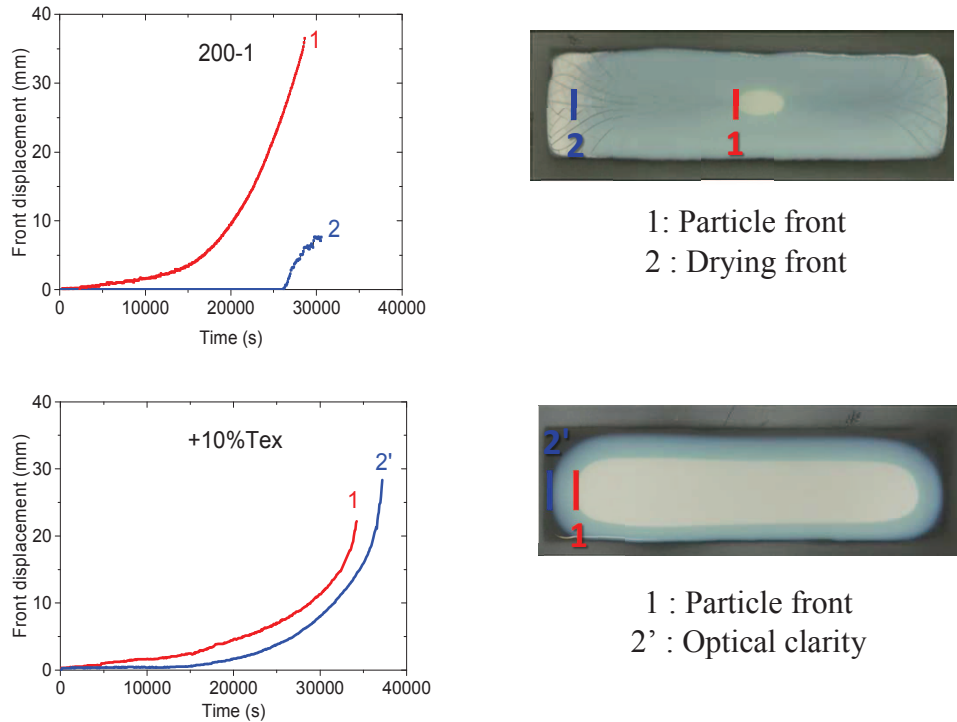 40
30
20
10
0
Front displacement (mm)
200-1
1
2
0 10000 20000 30000 40000
Time (s)
2
1
1: Particle front
2 : Drying front
40
30
20
10
0
Front displacement (mm)
+10%Tex
1
2'
0 10000 20000 30000 40000
Time (s)
2'
1
1 : Particle front
2’ : Optical clarity